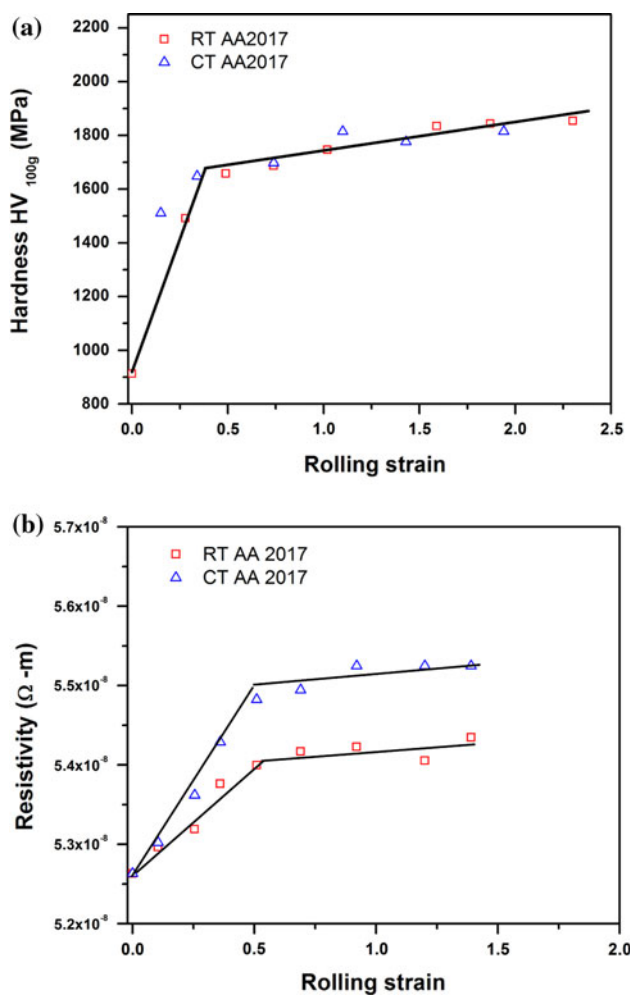 (a)
2200
2000
1800
1600
1400
1200
1000
800
Hardness HV 100g (MPa)
RT AA2017
CT AA2017
0.0 0.5 1.0 1.5 2.0 2.5
Rolling strain
(b)
5.7x10-8
5.6x10-8
5.5x10-8
5.4x10-8
5.3x10-8
5.2x10-8
Resistivity (Ω -m)
RT AA 2017
CT AA 2017
0.0 0.5 1.0 1.5 2.0
Rolling strain